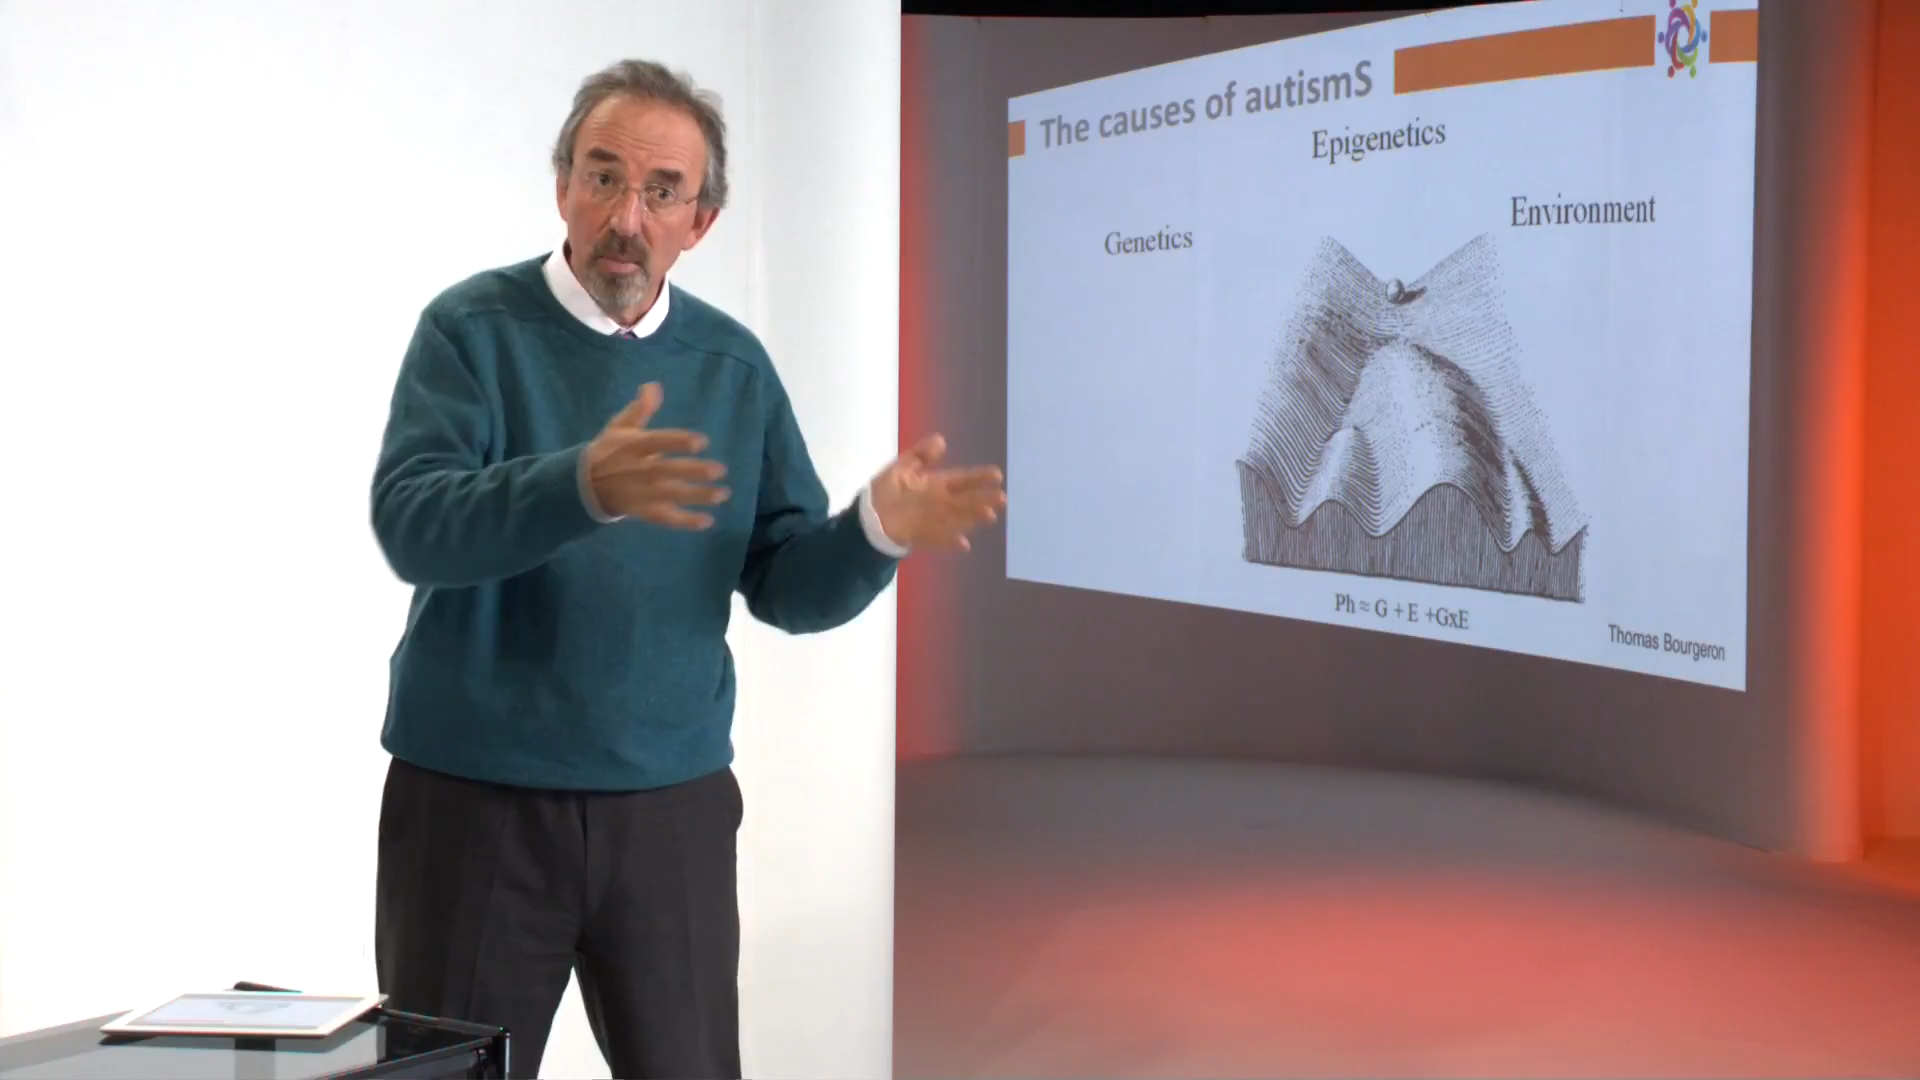 The causes of autismS
Epigenetics
Environment
Genetics
Ph ≈ G + E +GxE
Thomas Bourgeron